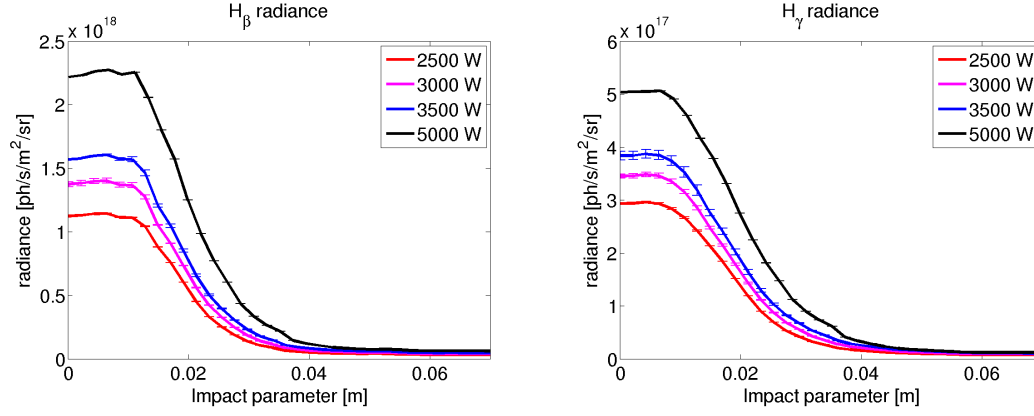 H_β radiance
× 10^18
radiance [ph/s/m²/sr]
2.5
2
1.5
1
0.5
0
0
0.02
0.04
0.06
Impact parameter [m]
2500 W
3000 W
3500 W
5000 W
H_γ radiance
× 10^17
radiance [ph/s/m²/sr]
6
5
4
3
2
1
0
0
0.02
0.04
0.06
Impact parameter [m]
2500 W
3000 W
3500 W
5000 W